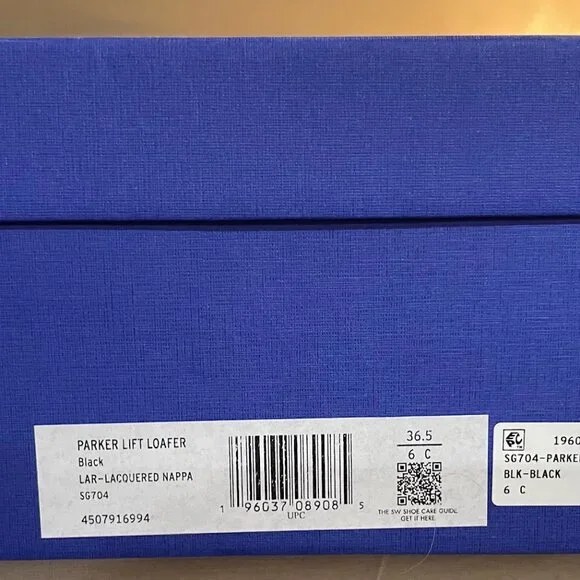 PARKER LIFT LOAFER
Black
LAR-LACQUERED NAPPA
SG704
4507916994
1 96037 08908 5
UPC
36.5
6 C
THE SW SHOE CARE GUIDE.
GET IT HERE.
1960
SG704-PARKE
BLK-BLACK
6 C